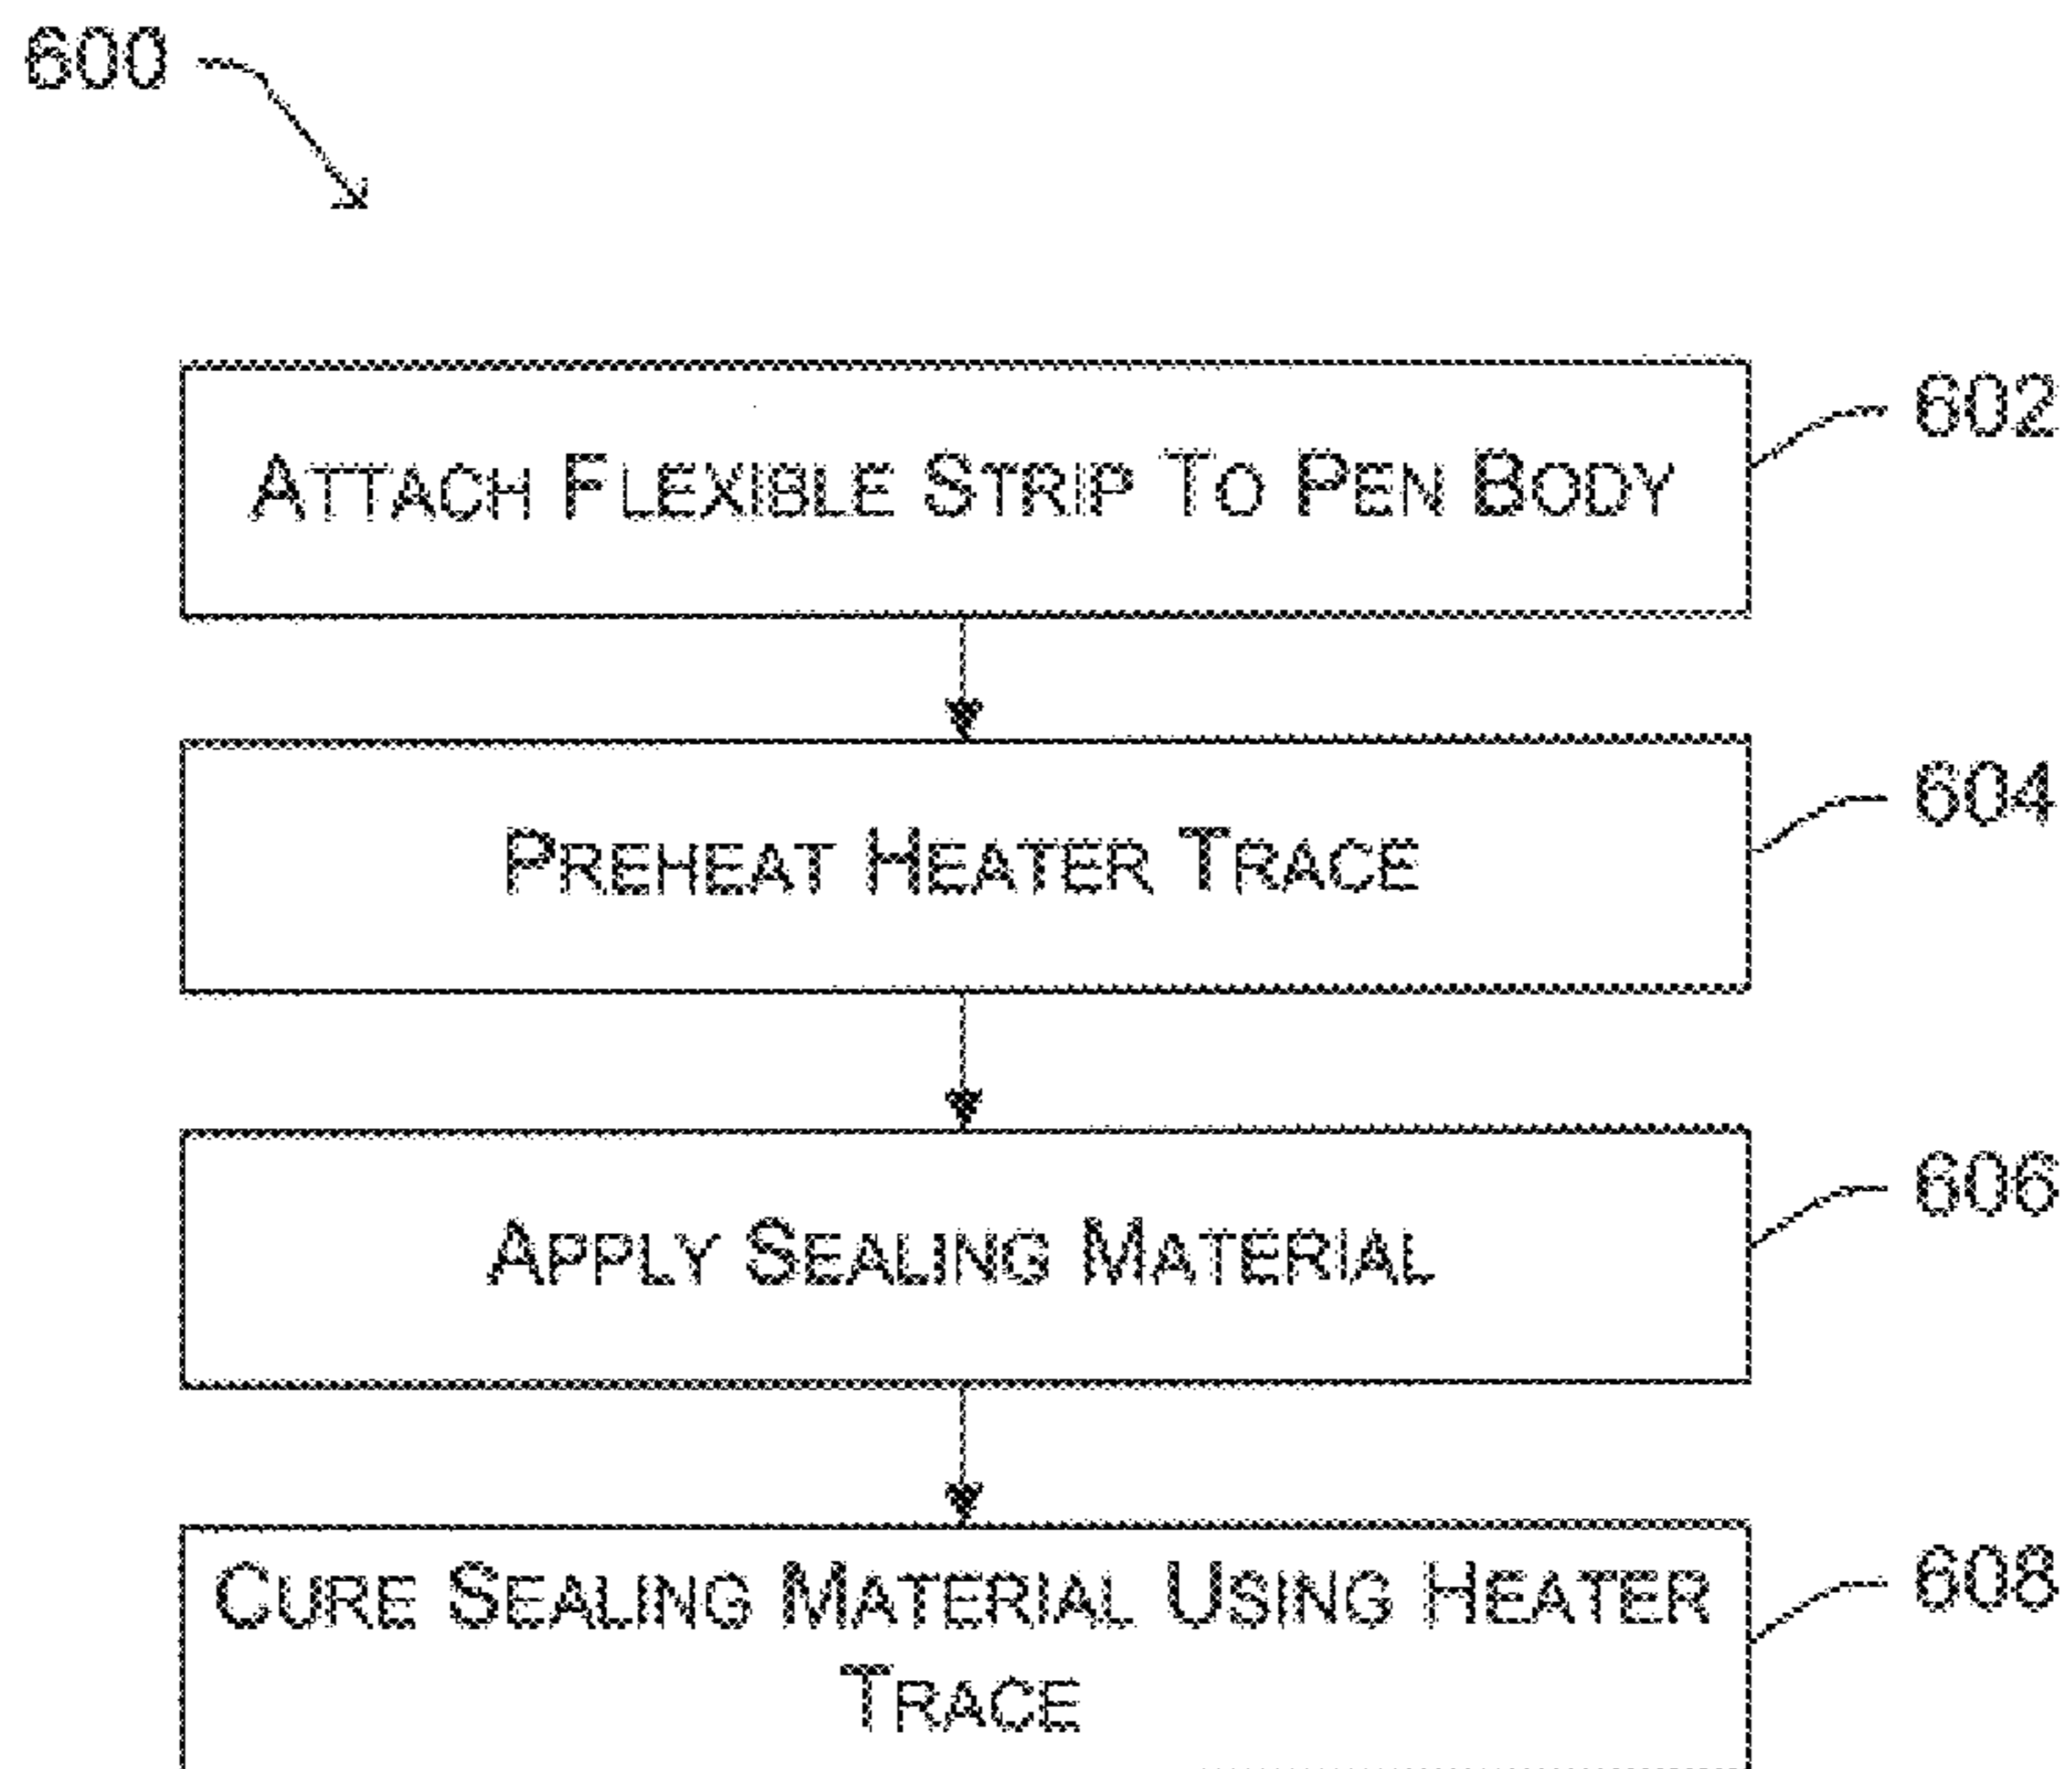 600
ATTACH FLEXIBLE STRIP TO PEN BODY
602
PREHEAT HEATER TRACE
604
APPLY SEALING MATERIAL
606
CURE SEALING MATERIAL USING HEATER
TRACE
608